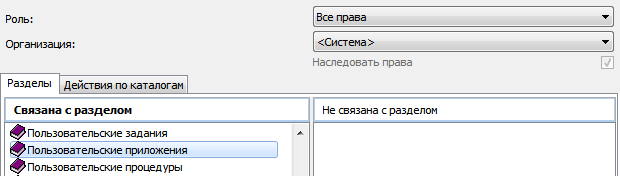 Роль: Все права
Организация: <Система>
Наследовать права
Разделы Действия по каталогам
Связана с разделом Не связана с разделом
Пользовательские задания
Пользовательские приложения
Пользовательские процедуры